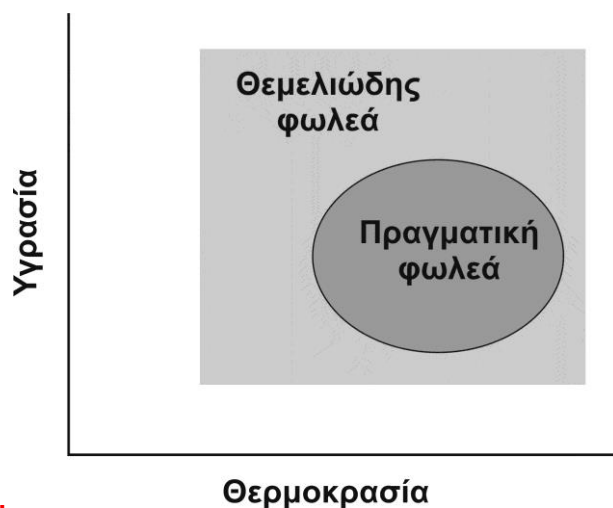 Θεμελιώδης
φωλεά
Πραγματική
φωλεά
Υγρασία
Θερμοκρασία